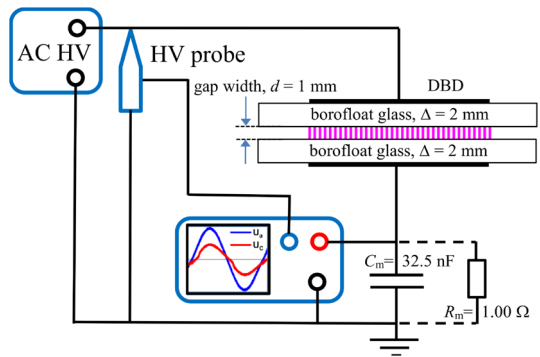 AC HV
HV probe
gap width, d = 1 mm
DBD
borofloat glass, Δ = 2 mm
borofloat glass, Δ = 2 mm
uₐ
u꜀
Cₘ= 32.5 nF
Rₘ= 1.00 Ω